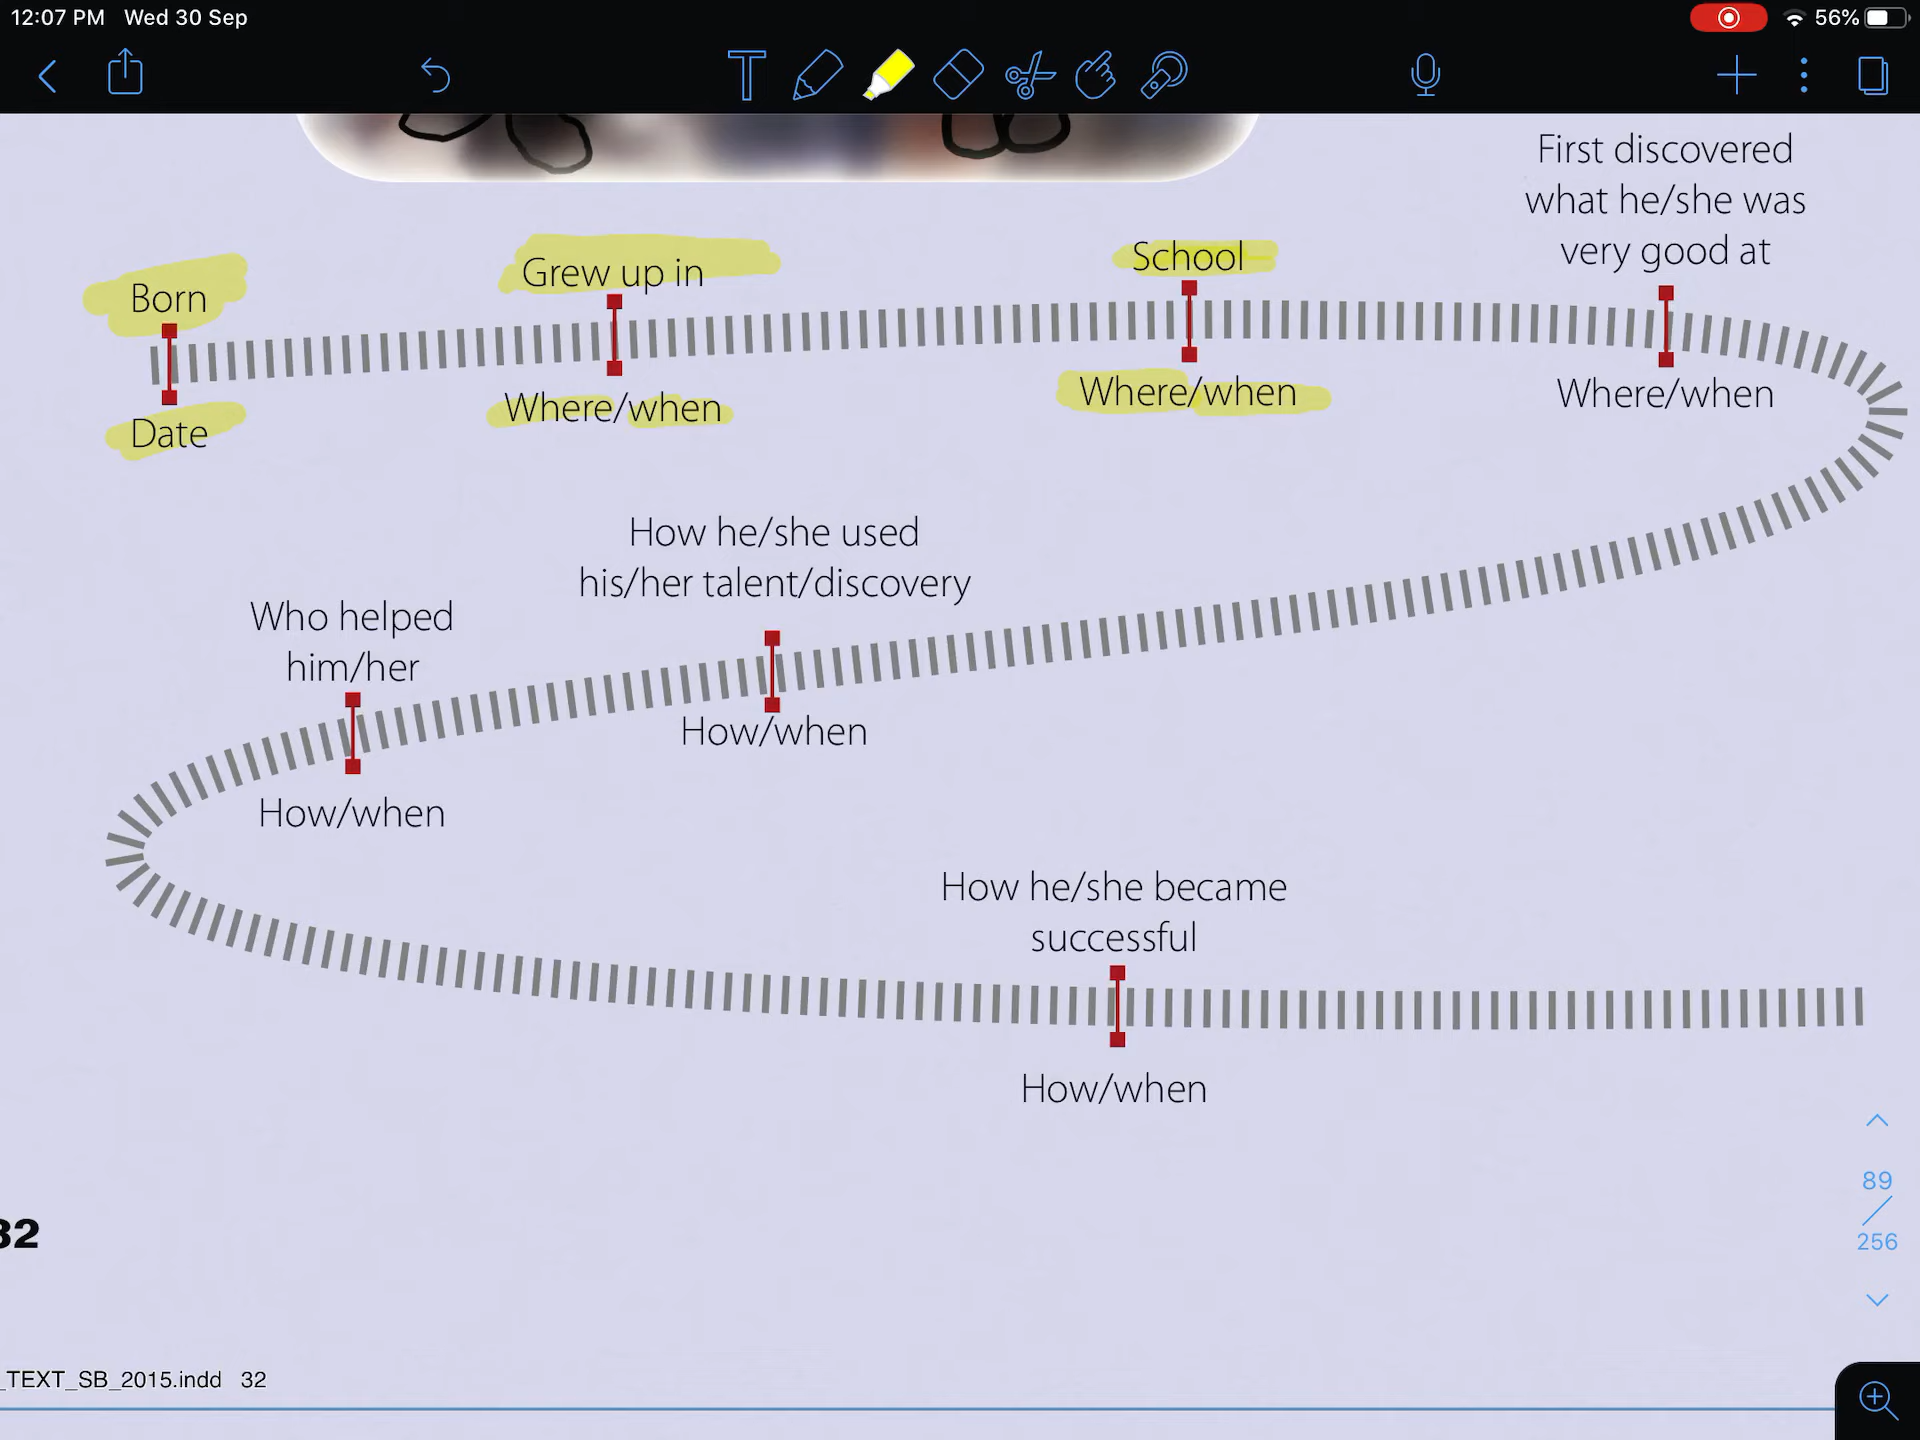 12:07 PM Wed 30 Sep
56%
First discovered
what he/she was
very good at
Born
Grew up in
School
Date
Where/when
Where/when
Where/when
How he/she used
his/her talent/discovery
Who helped
him/her
How/when
How/when
How he/she became
successful
How/when
89
256
32
_TEXT_SB_2015.indd 32